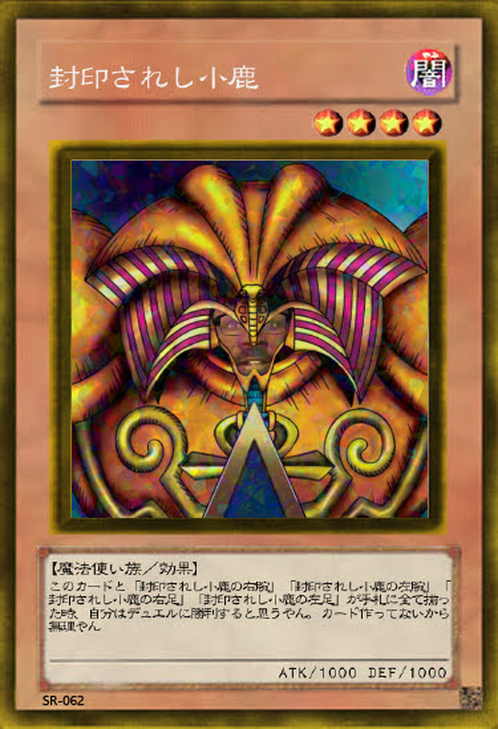 封印されし小鹿
闇
【魔法使い族／効果】
このカードと「封印されし小鹿の右腕」「封印されし小鹿の左腕」「
封印されし小鹿の右足」「封印されし小鹿の左足」が手札に全て揃っ
た時、自分はデュエルに勝利すると思うやん。カード作ってないから
無理やん
ATK/1000 DEF/1000
SR-062